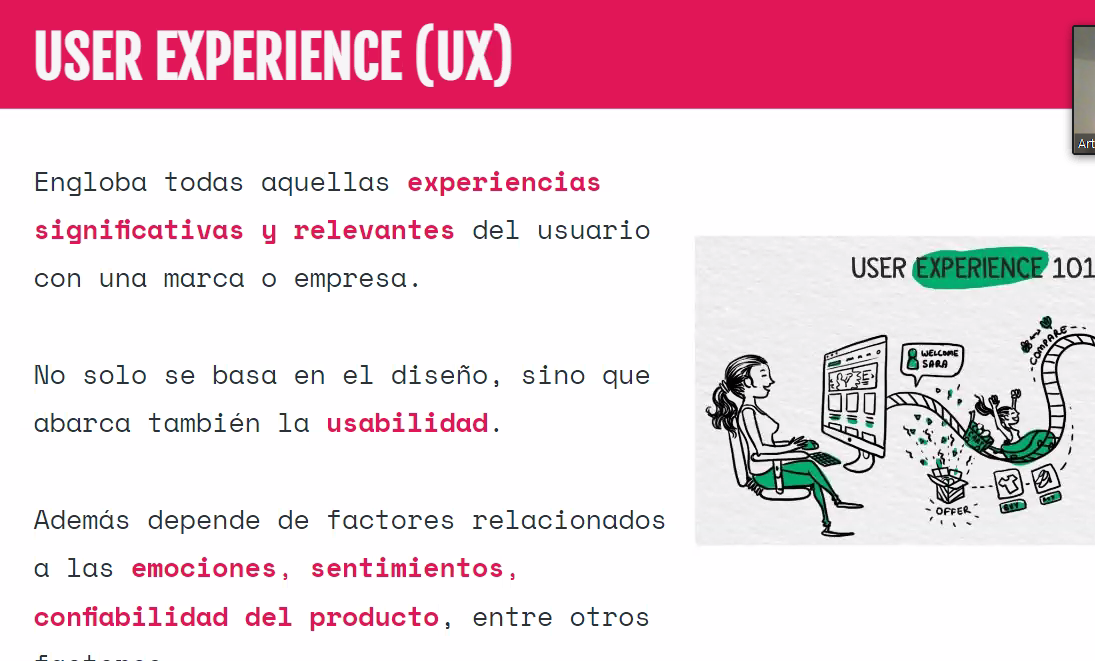 USER EXPERIENCE (UX)
Art
Engloba todas aquellas experiencias
significativas y relevantes del usuario
con una marca o empresa.
No solo se basa en el diseño, sino que
abarca también la usabilidad.
Además depende de factores relacionados
a las emociones, sentimientos,
confiabilidad del producto, entre otros
USER EXPERIENCE 101
COMPARE
WELCOME
SARA
OFFER